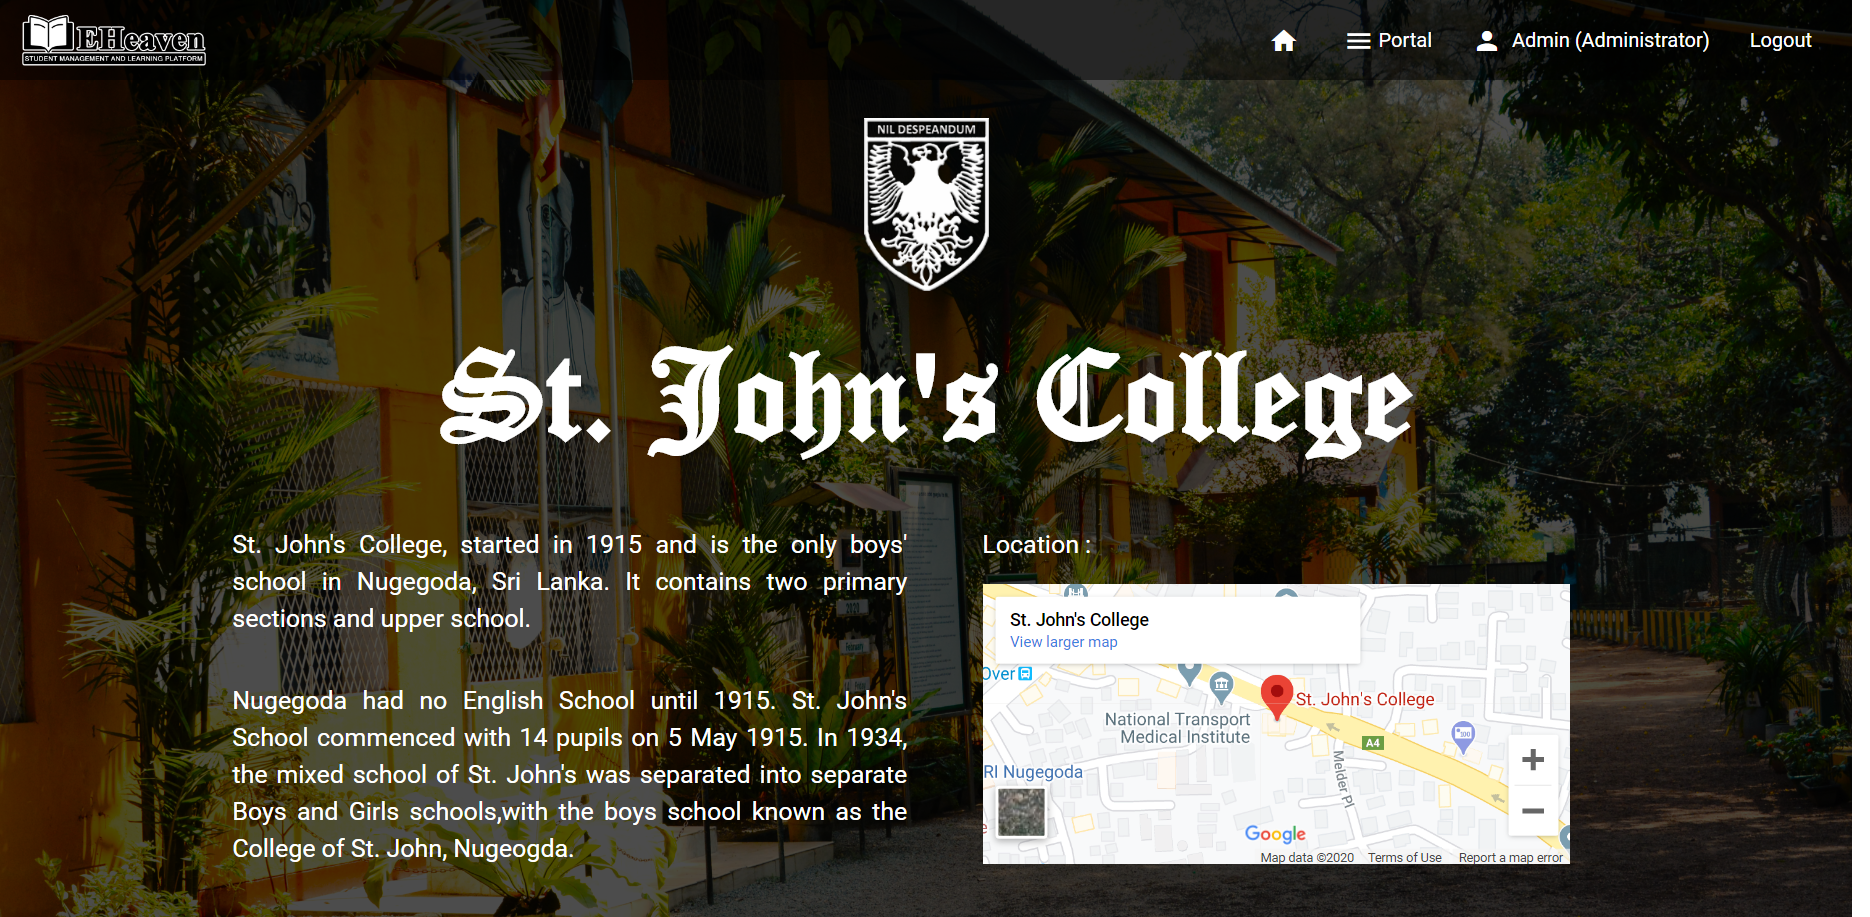 EHeaven
STUDENT MANAGEMENT AND LEARNING PLATFORM
Portal
Admin (Administrator)
Logout
NIL DESPEANDUM
St. John's College
St. John's College, started in 1915 and is the only boys'
school in Nugegoda, Sri Lanka. It contains two primary
sections and upper school.
Nugegoda had no English School until 1915. St. John's
School commenced with 14 pupils on 5 May 1915. In 1934,
the mixed school of St. John's was separated into separate
Boys and Girls schools,with the boys school known as the
College of St. John, Nugeogda.
Location :
St. John's College
View larger map
Over
St. John's College
National Transport
Medical Institute
A4
RI Nugegoda
Melder Pl
Google
Map data ©2020
Terms of Use
Report a map error